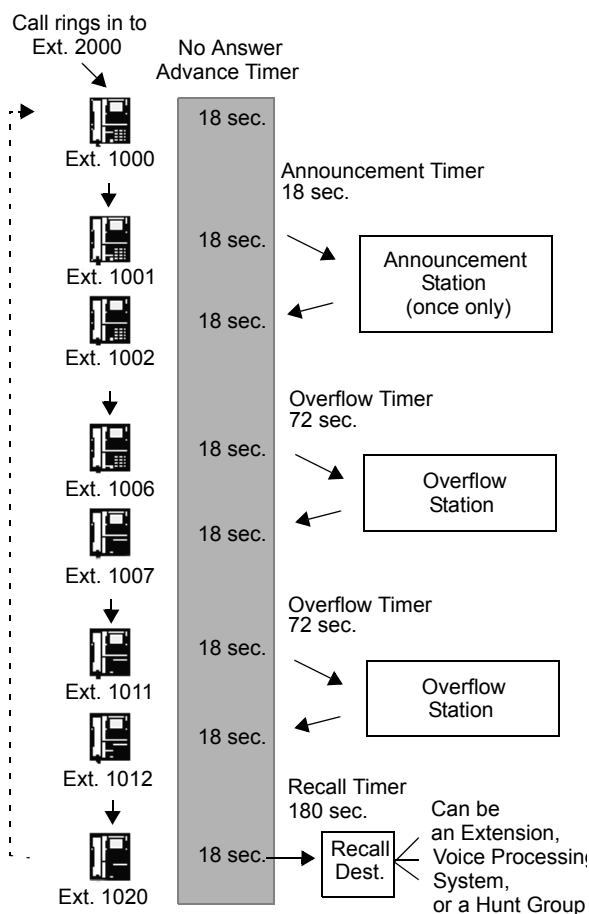 Call rings in to
Ext. 2000
No Answer
Advance Timer
18 sec.
Ext. 1000
Announcement Timer
18 sec.
18 sec.
Ext. 1001
Announcement
Station
(once only)
18 sec.
Ext. 1002
Overflow Timer
72 sec.
18 sec.
Ext. 1006
Overflow
Station
18 sec.
Ext. 1007
Overflow Timer
72 sec.
18 sec.
Ext. 1011
Overflow
Station
18 sec.
Ext. 1012
Recall Timer
180 sec.
18 sec.
Ext. 1020
Recall
Dest.
Can be
an Extension,
Voice Processing
System,
or a Hunt Group